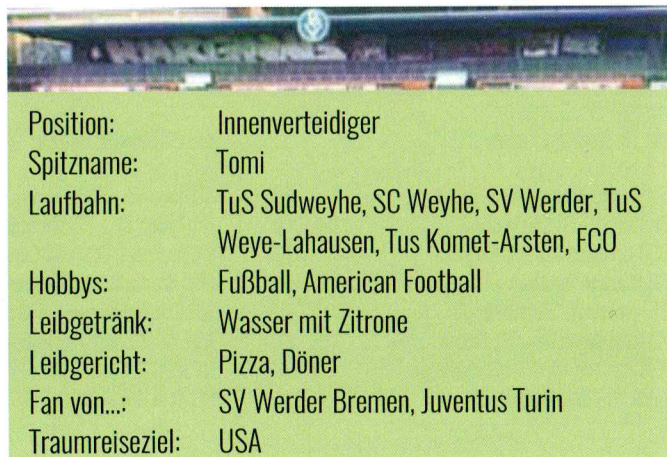 Position: Innenverteidiger
Spitzname: Tomi
Laufbahn: TuS Sudweyhe, SC Weyhe, SV Werder, TuS
Weye-Lahausen, Tus Komet-Arsten, FCO
Hobbys: Fußball, American Football
Leibgetränk: Wasser mit Zitrone
Leibgericht: Pizza, Döner
Fan von...: SV Werder Bremen, Juventus Turin
Traumreiseziel: USA